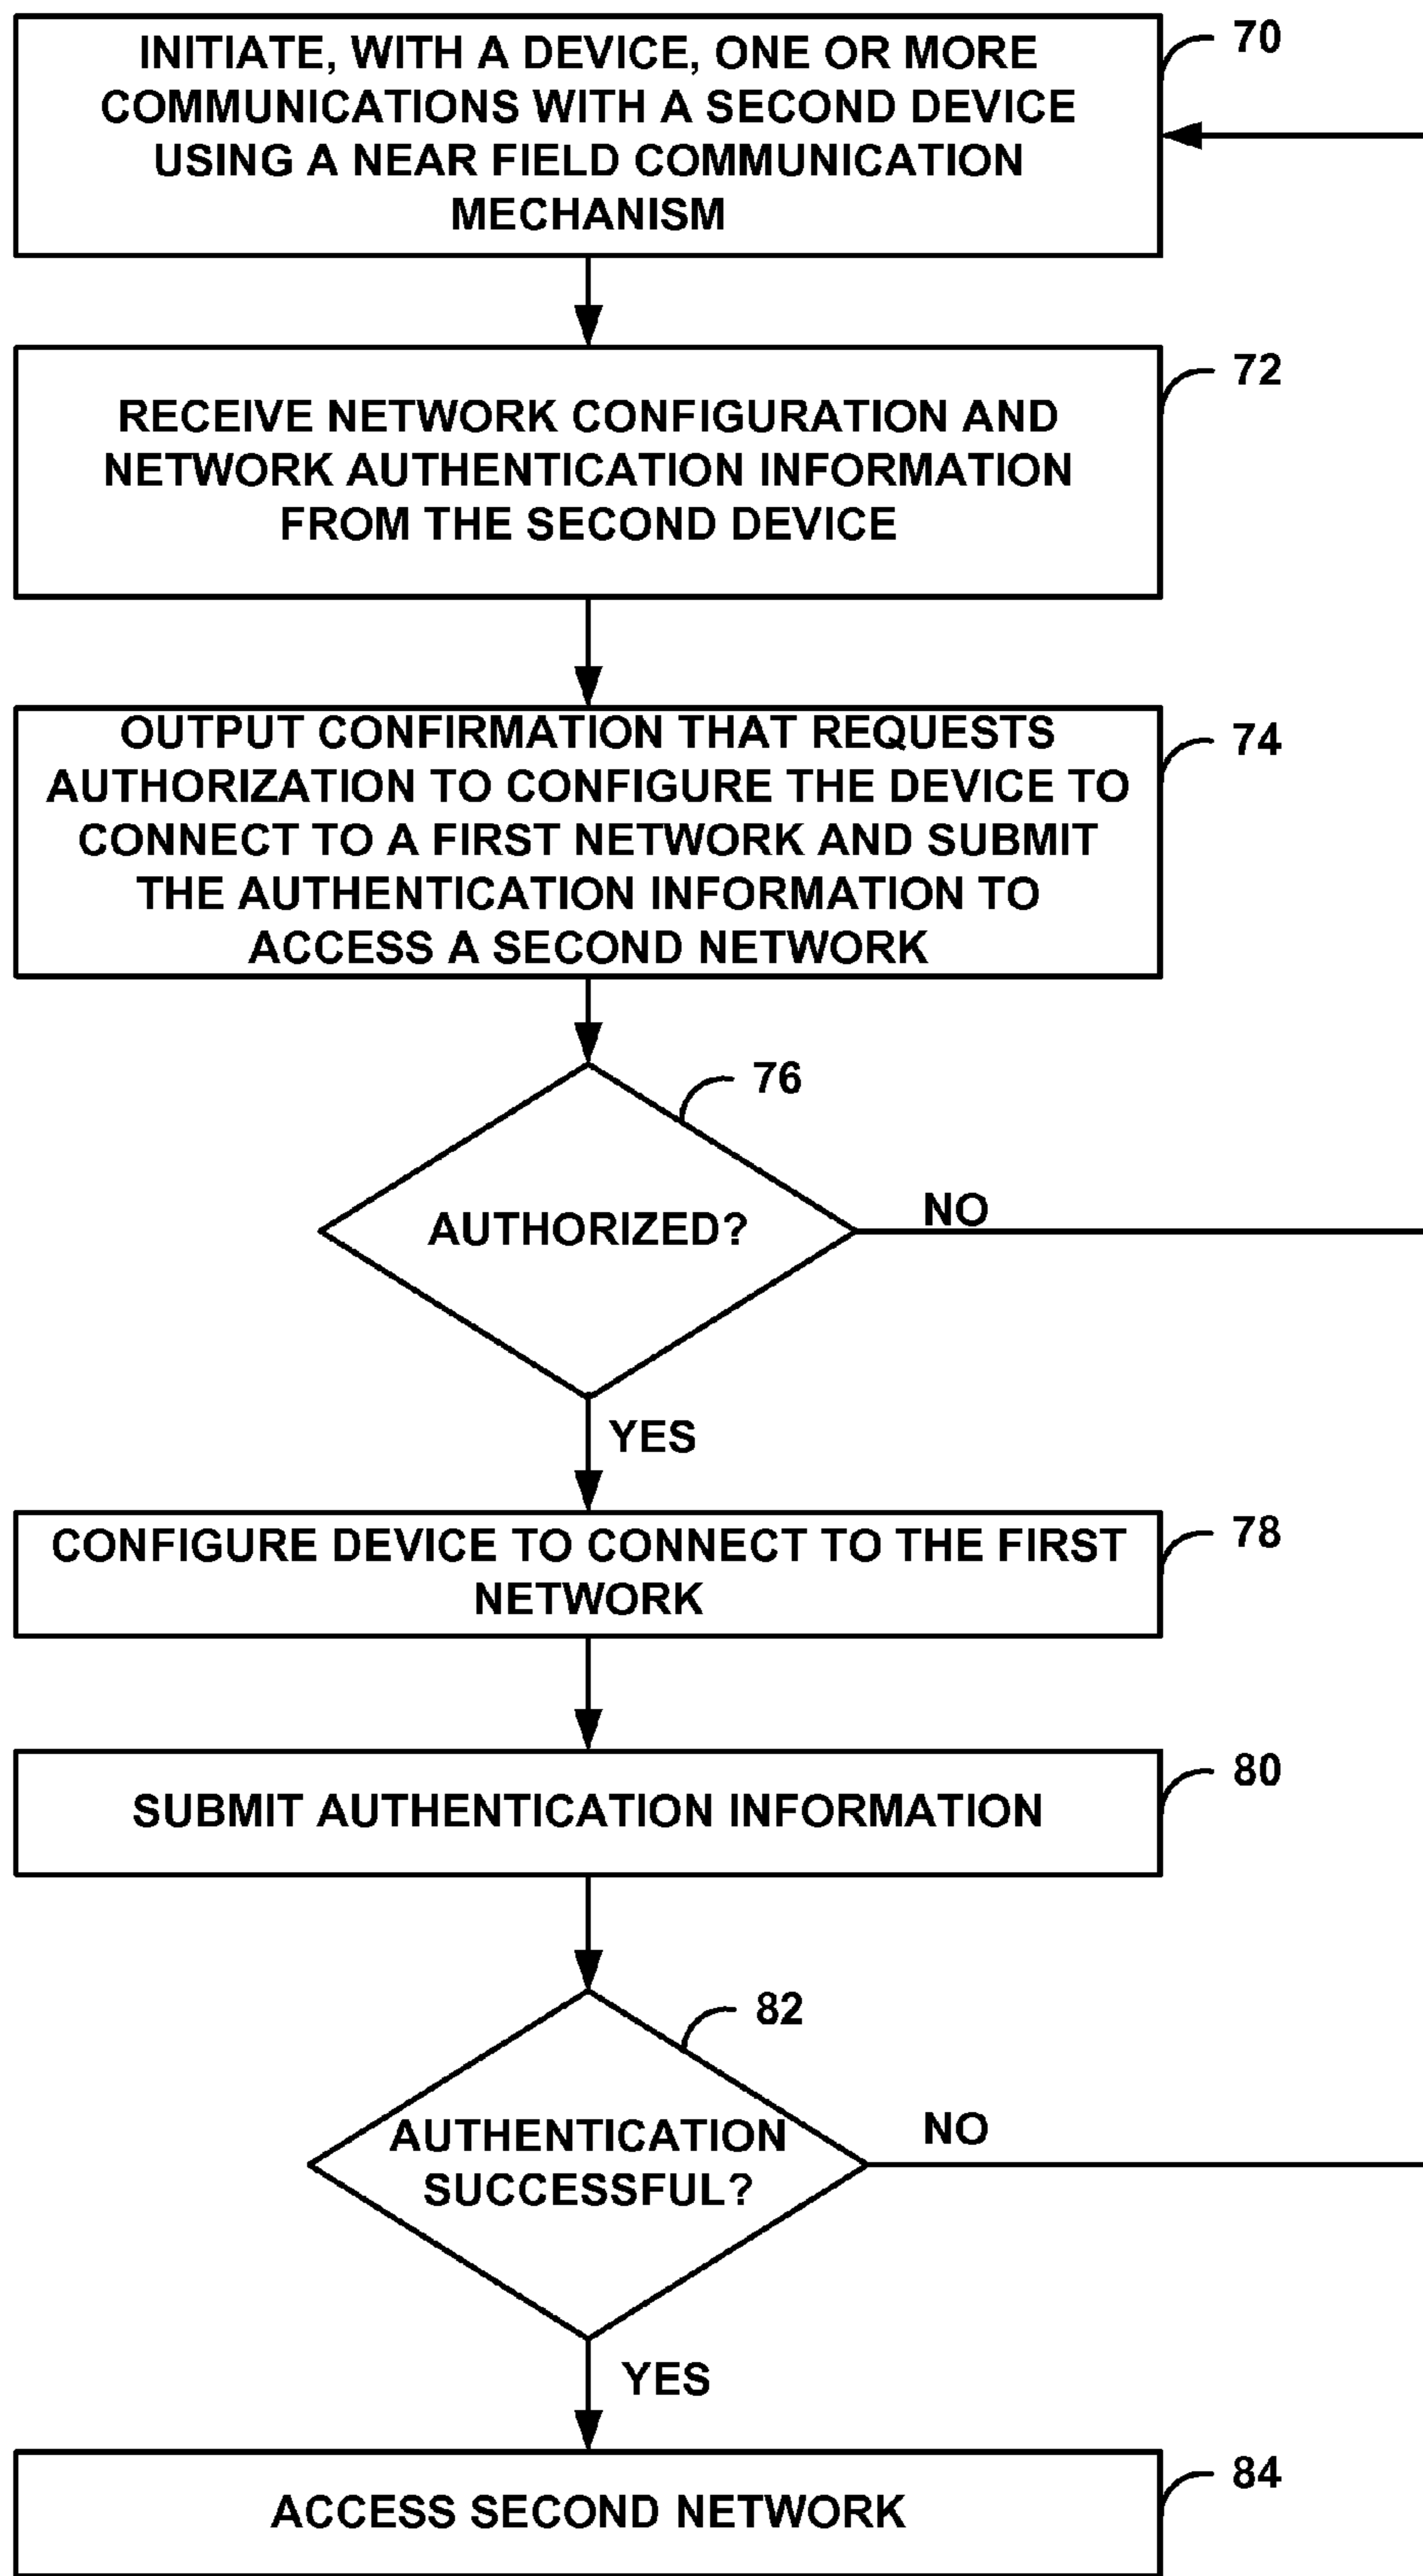 INITIATE, WITH A DEVICE, ONE OR MORE
COMMUNICATIONS WITH A SECOND DEVICE
USING A NEAR FIELD COMMUNICATION
MECHANISM
70
RECEIVE NETWORK CONFIGURATION AND
NETWORK AUTHENTICATION INFORMATION
FROM THE SECOND DEVICE
72
OUTPUT CONFIRMATION THAT REQUESTS
AUTHORIZATION TO CONFIGURE THE DEVICE TO
CONNECT TO A FIRST NETWORK AND SUBMIT
THE AUTHENTICATION INFORMATION TO
ACCESS A SECOND NETWORK
74
76
AUTHORIZED?
NO
YES
CONFIGURE DEVICE TO CONNECT TO THE FIRST
NETWORK
78
SUBMIT AUTHENTICATION INFORMATION
80
82
AUTHENTICATION
SUCCESSFUL?
NO
YES
ACCESS SECOND NETWORK
84